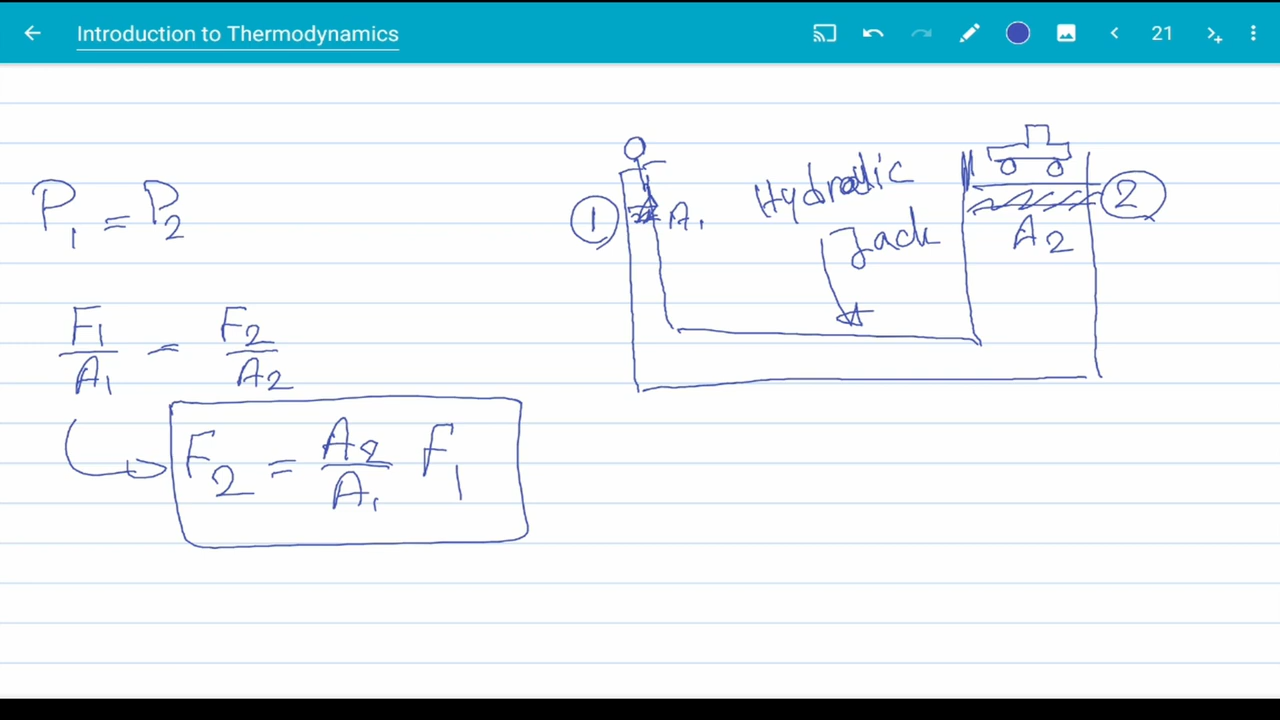 Introduction to Thermodynamics
21
P₁ = P₂
F₁/A₁ = F₂/A₂
F₂ = A₂/A₁ F₁
1
A₁
Hydraulic
Jack
2
A₂